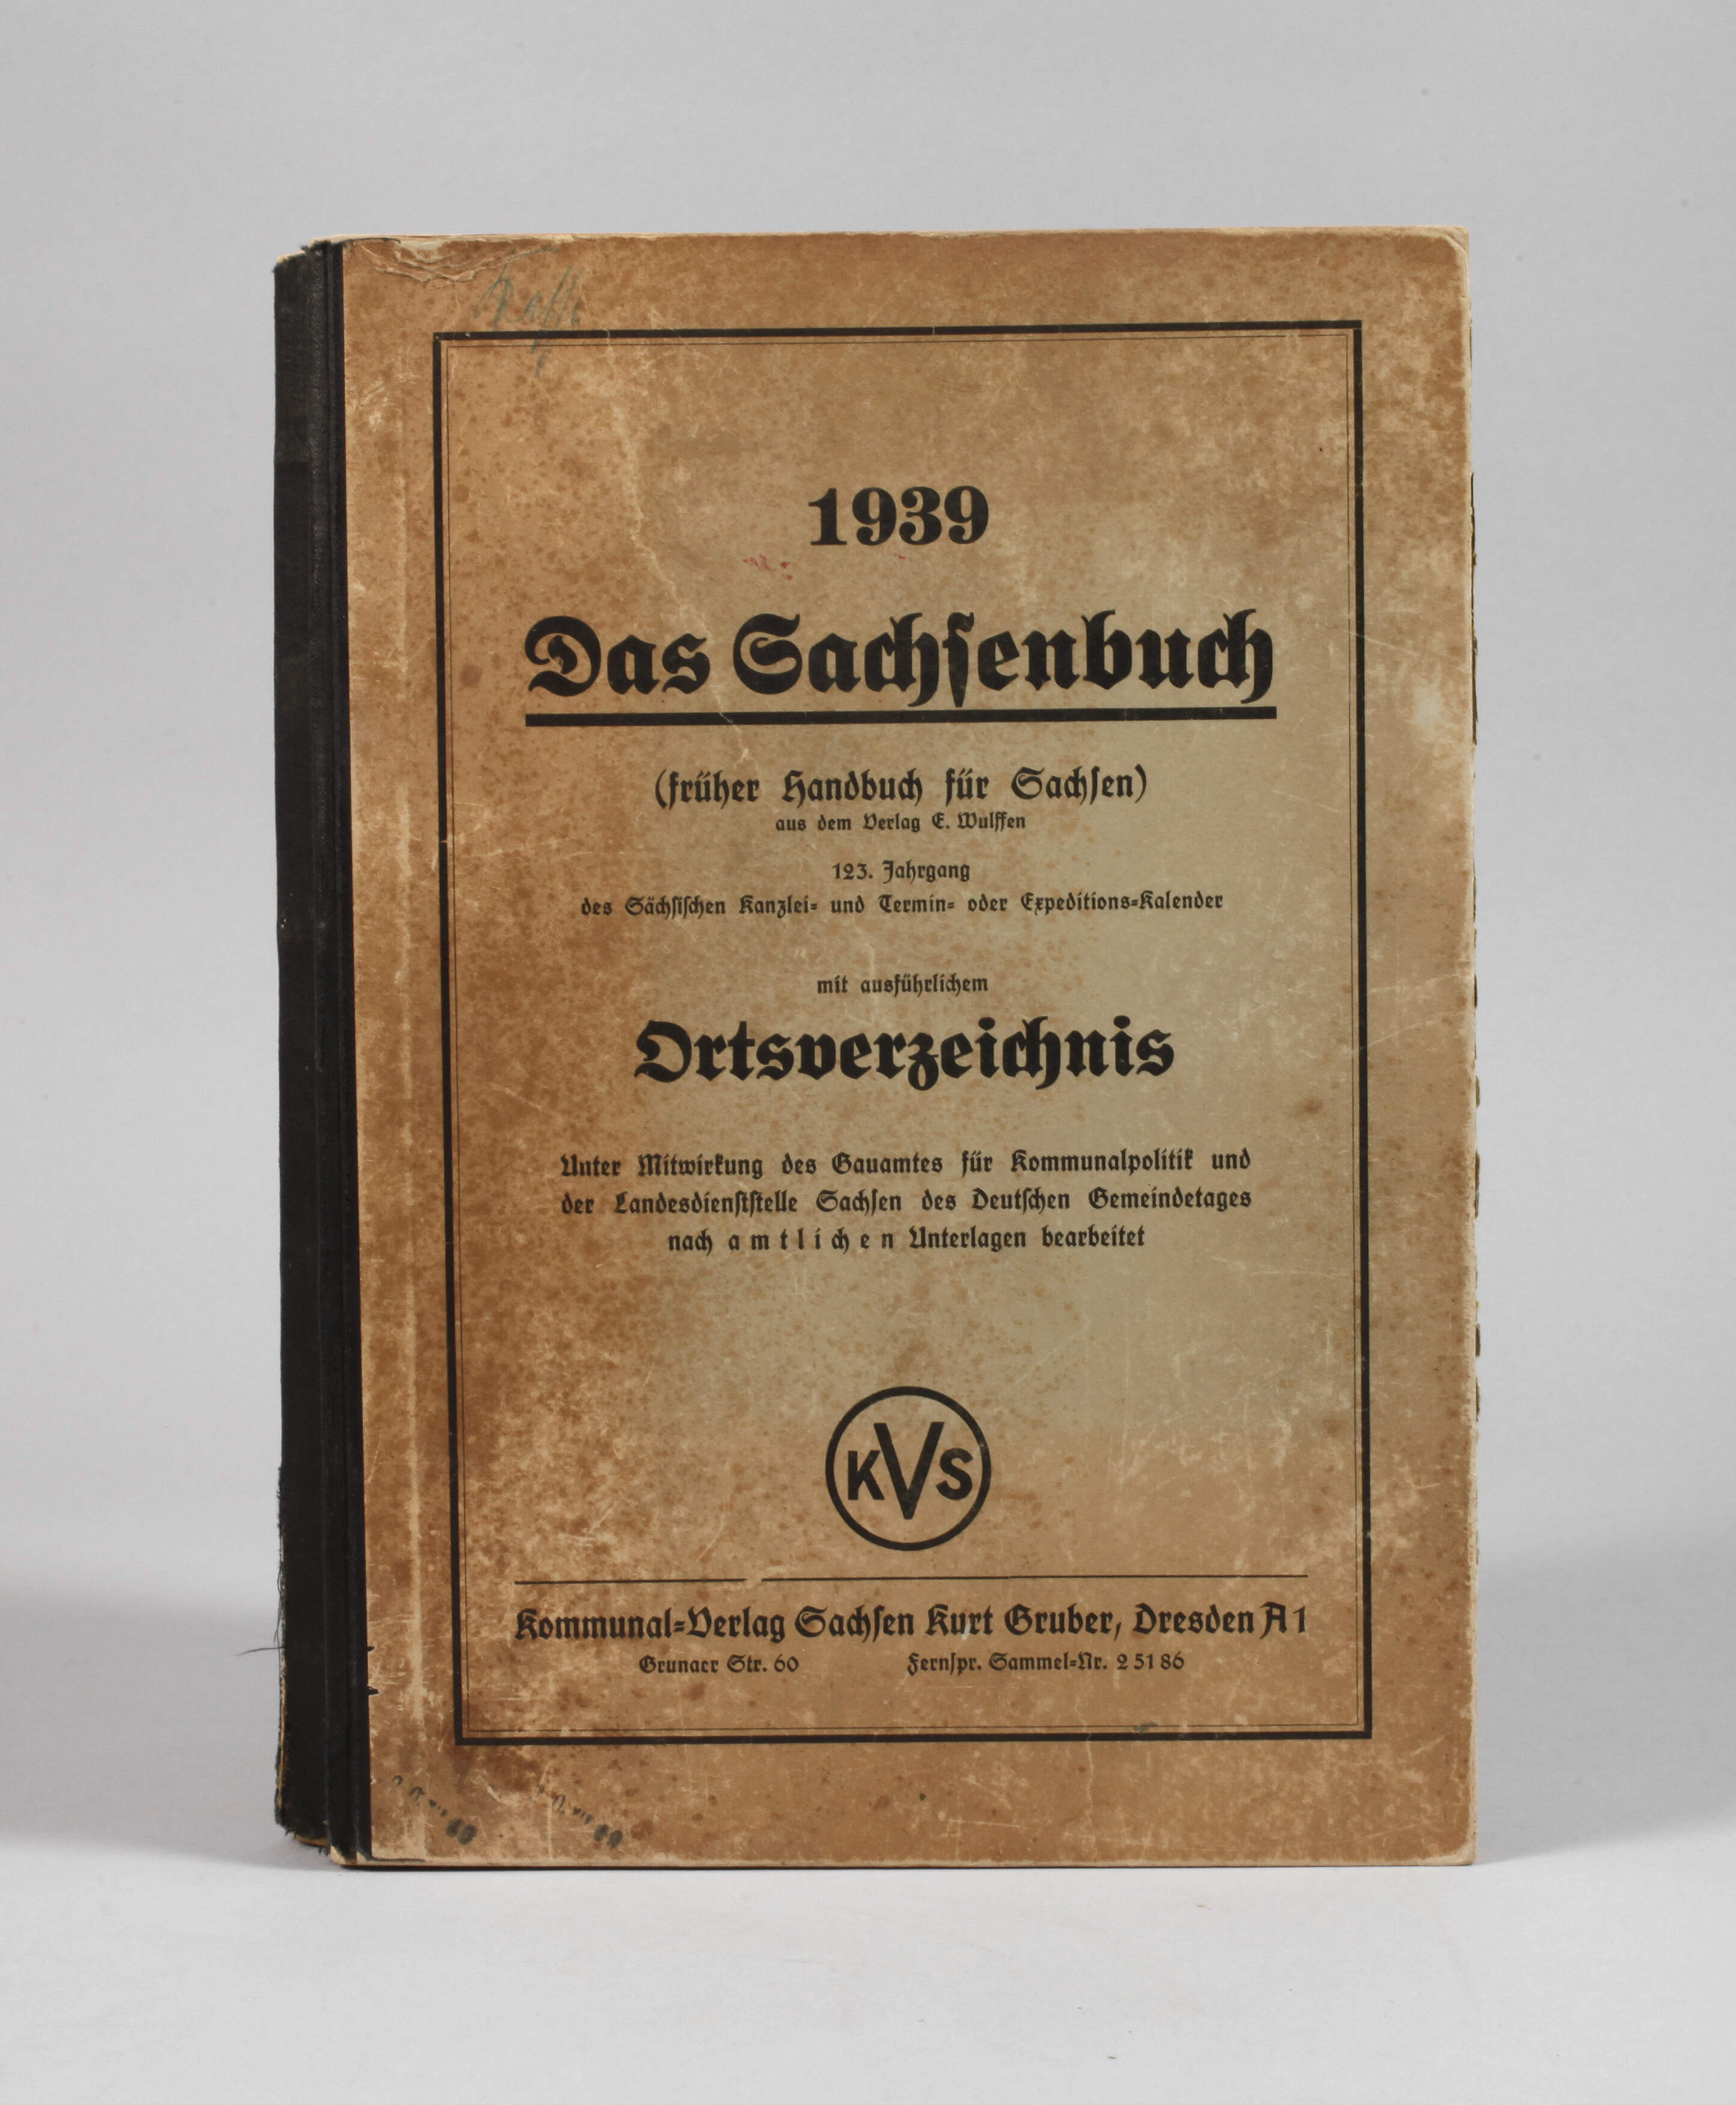 1939
Das Sachſenbuch
(früher Handbuch für Sachſen)
aus dem Verlag E. Wulffen
123. Jahrgang
des Sächſiſchen Kanzlei= und Termin= oder Expeditions=Kalender
mit ausführlichem
Ortsverzeichnis
Unter Mitwirkung des Gauamtes für Kommunalpolitik und
der Landesdienſtſtelle Sachſen des Deutſchen Gemeindetages
nach amtlichen Unterlagen bearbeitet
KVS
Kommunal=Verlag Sachſen Kurt Gruber, Dresden A 1
Grunaer Str. 60 Fernſpr. Sammel=Nr. 2 51 86